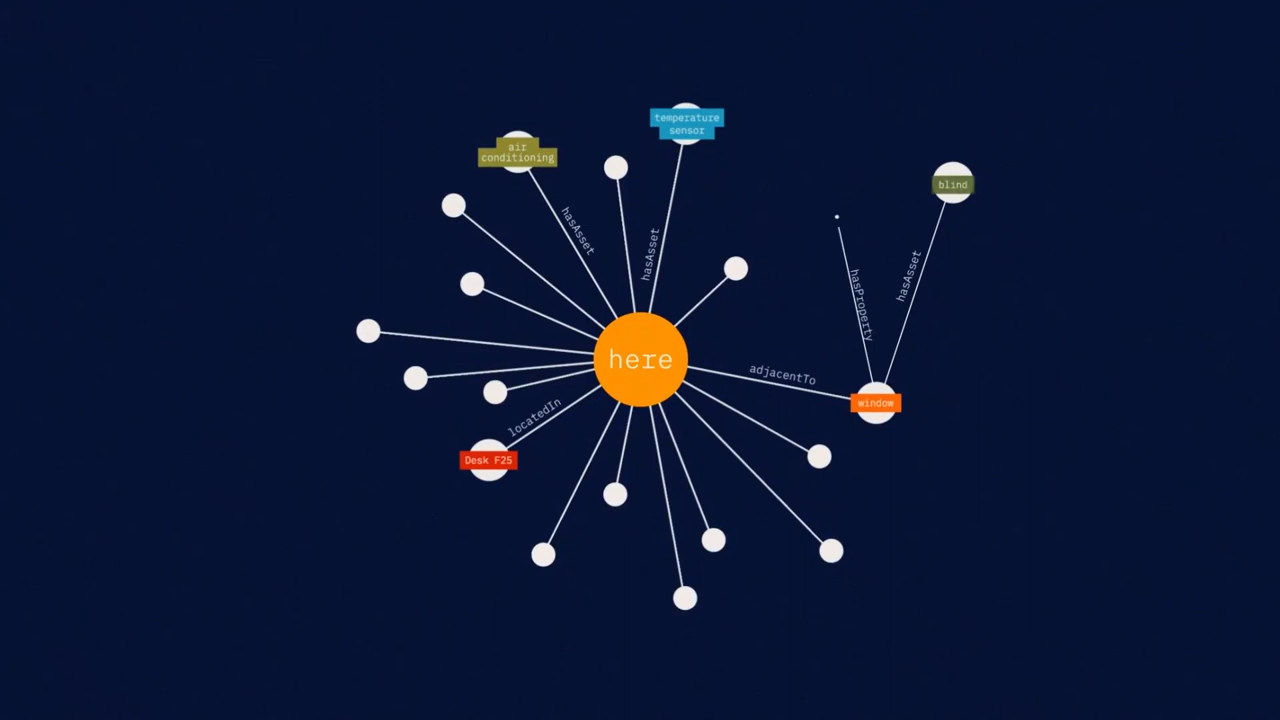 temperature
sensor
air
conditioning
blind
hasAsset
hasAsset
hasAsset
hasProperty
here
adjacentTo
window
locatedIn
Desk F25